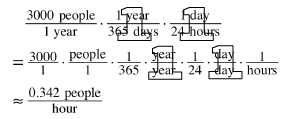 3000 people / 1 year · 1 year / 365 days · 1 day / 24 hours
= 3000/1 · people/1 · 1/365 · year/year · 1/24 · day/day · 1/hours
≈ 0.342 people / hour